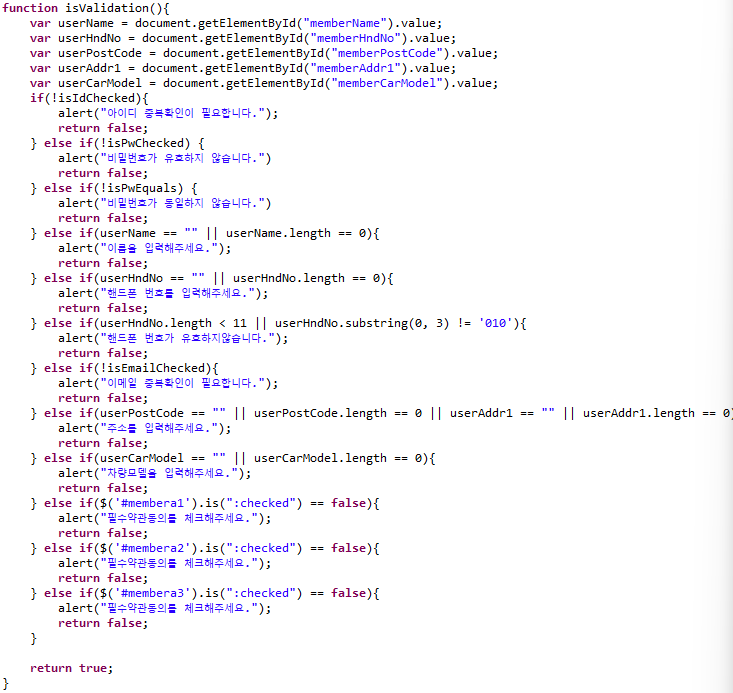 function isValidation(){
    var userName = document.getElementById("memberName").value;
    var userHndNo = document.getElementById("memberHndNo").value;
    var userPostCode = document.getElementById("memberPostCode").value;
    var userAddr1 = document.getElementById("memberAddr1").value;
    var userCarModel = document.getElementById("memberCarModel").value;
    if(!isIdChecked){
        alert("아이디 중복확인이 필요합니다.");
        return false;
    } else if(!isPwChecked) {
        alert("비밀번호가 유효하지 않습니다.")
        return false;
    } else if(!isPwEquals) {
        alert("비밀번호가 동일하지 않습니다.")
        return false;
    } else if(userName == "" || userName.length == 0){
        alert("이름을 입력해주세요.");
        return false;
    } else if(userHndNo == "" || userHndNo.length == 0){
        alert("핸드폰 번호를 입력해주세요.");
        return false;
    } else if(userHndNo.length < 11 || userHndNo.substring(0, 3) != '010'){
        alert("핸드폰 번호가 유효하지않습니다.");
        return false;
    } else if(!isEmailChecked){
        alert("이메일 중복확인이 필요합니다.");
        return false;
    } else if(userPostCode == "" || userPostCode.length == 0 || userAddr1 == "" || userAddr1.length == 0)
        alert("주소를 입력해주세요.");
        return false;
    } else if(userCarModel == "" || userCarModel.length == 0){
        alert("차량모델을 입력해주세요.");
        return false;
    } else if($('#membera1').is(":checked") == false){
        alert("필수약관동의를 체크해주세요.");
        return false;
    } else if($('#membera2').is(":checked") == false){
        alert("필수약관동의를 체크해주세요.");
        return false;
    } else if($('#membera3').is(":checked") == false){
        alert("필수약관동의를 체크해주세요.");
        return false;
    }
    return true;
}